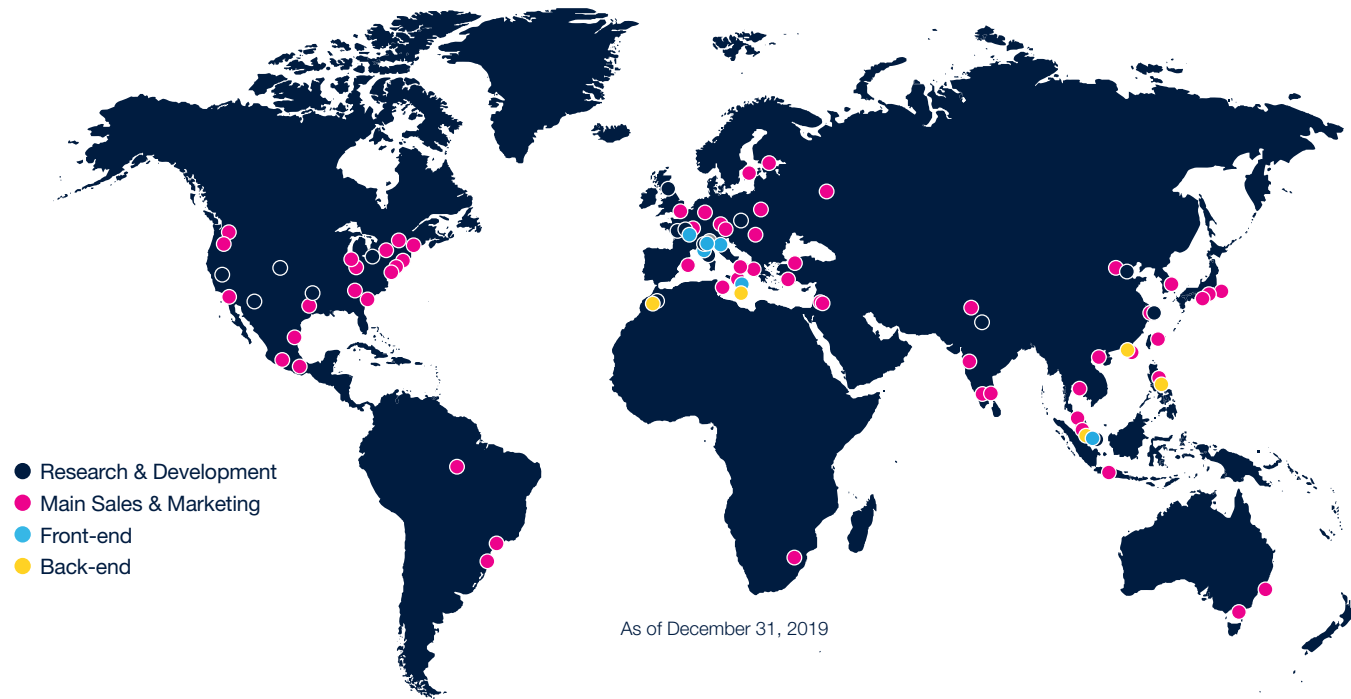 Research & Development
Main Sales & Marketing
Front-end
Back-end
As of December 31, 2019